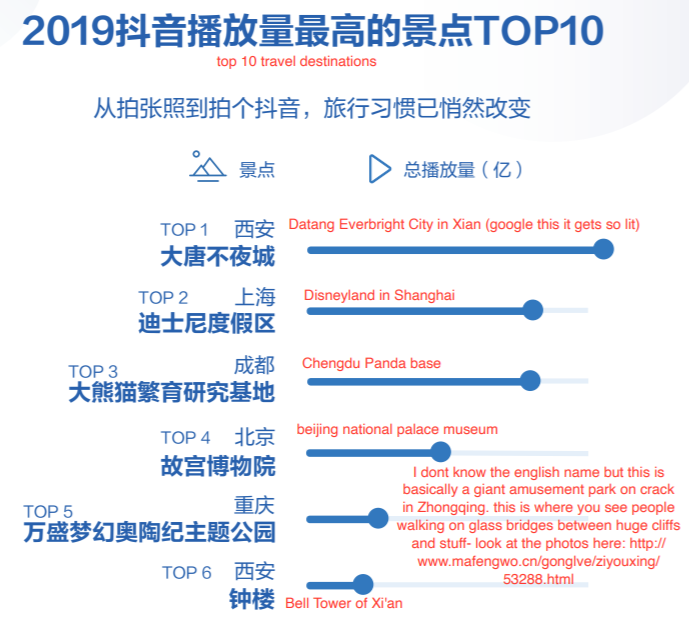 2019抖音播放量最高的景点TOP10
top 10 travel destinations
从拍张照到拍个抖音，旅行习惯已悄然改变
景点 总播放量（亿）
TOP 1 西安 Datang Everbright City in Xian (google this it gets so lit)
大唐不夜城
TOP 2 上海 Disneyland in Shanghai
迪士尼度假区
TOP 3 成都 Chengdu Panda base
大熊猫繁育研究基地
TOP 4 北京 beijing national palace museum
故宫博物院
TOP 5 重庆
万盛梦幻奥陶纪主题公园
I dont know the english name but this is
basically a giant amusement park on crack
in Zhongqing. this is where you see people
walking on glass bridges between huge cliffs
and stuff- look at the photos here: http://
www.mafengwo.cn/gonglve/ziyouxing/
53288.html
TOP 6 西安
钟楼 Bell Tower of Xi'an